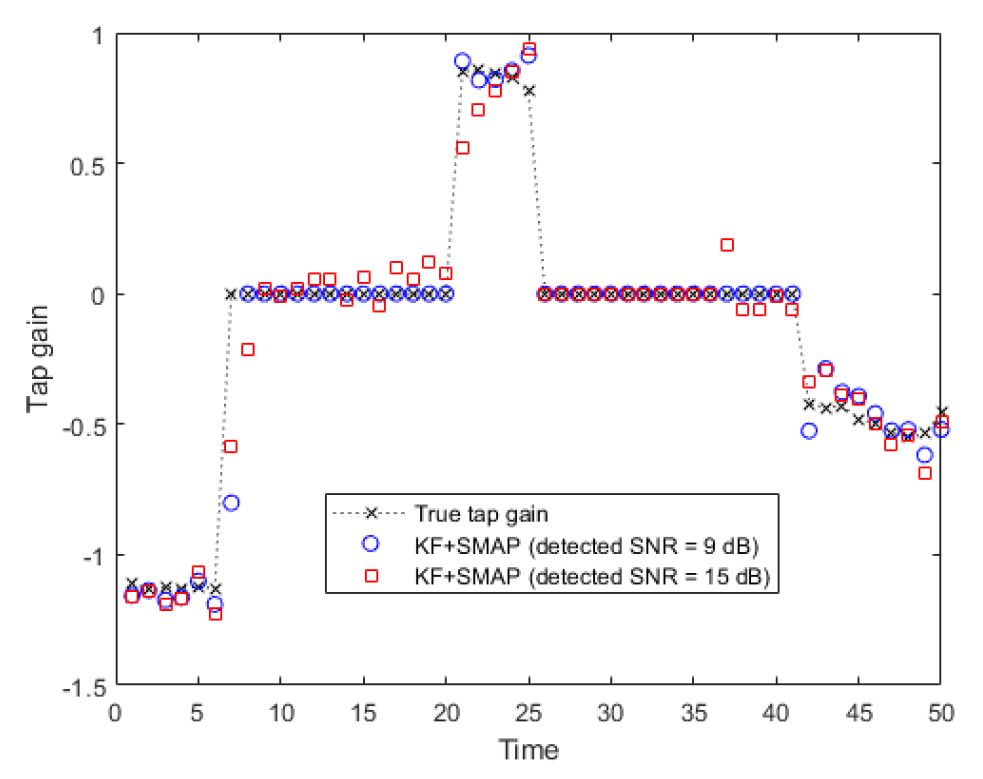 1
0.5
0
-0.5
-1
-1.5
Tap gain
True tap gain
KF+SMAP (detected SNR = 9 dB)
KF+SMAP (detected SNR = 15 dB)
0 5 10 15 20 25 30 35 40 45 50
Time